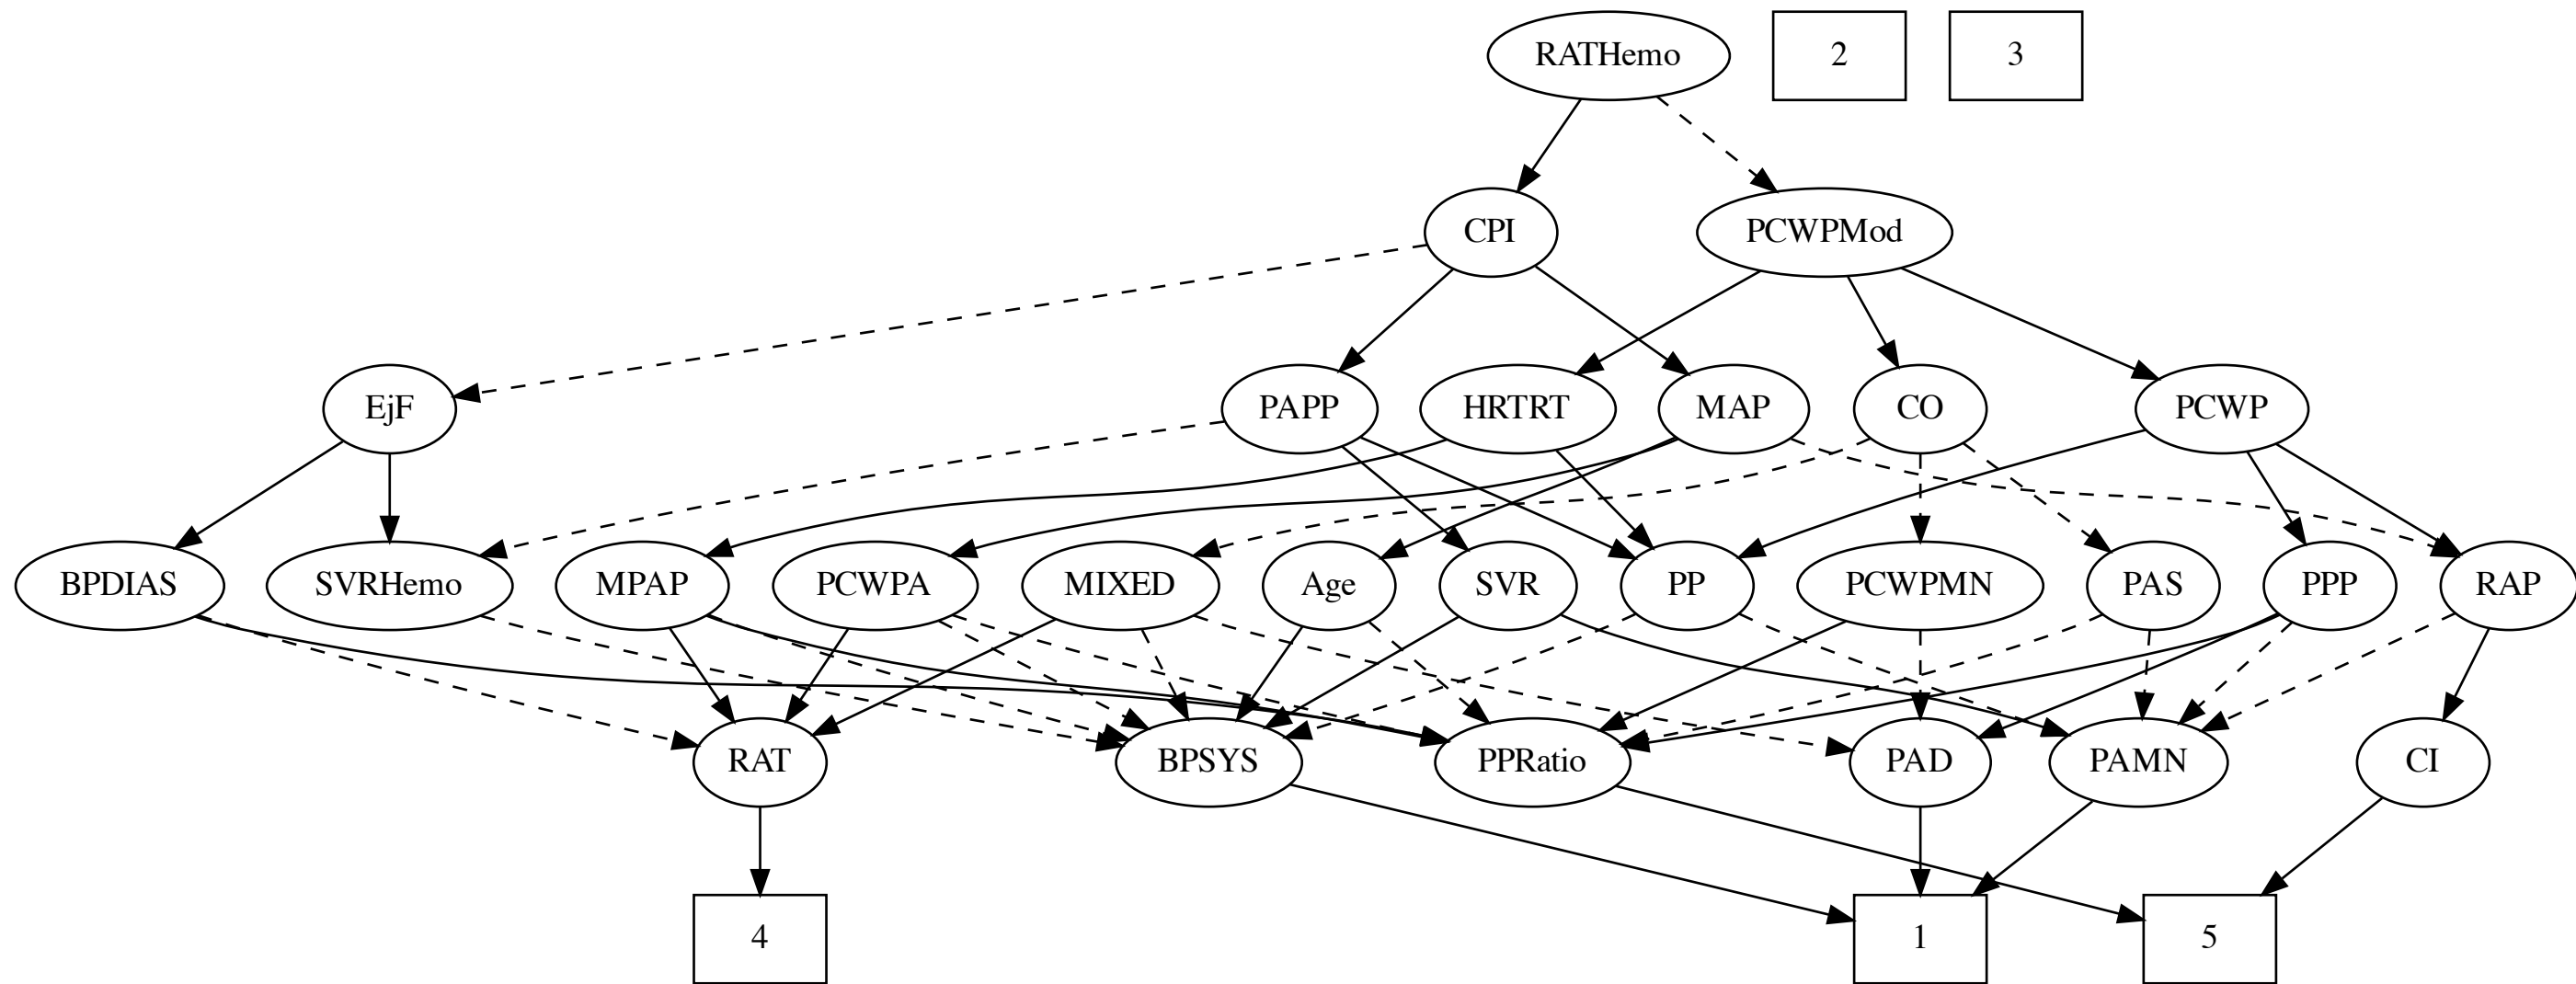 RATHemo
2
3
CPI
PCWPMod
EjF
PAPP
HRTRT
MAP
CO
PCWP
BPDIAS
SVRHemo
MPAP
PCWPA
MIXED
Age
SVR
PP
PCWPMN
PAS
PPP
RAP
RAT
BPSYS
PPRatio
PAD
PAMN
CI
4
1
5